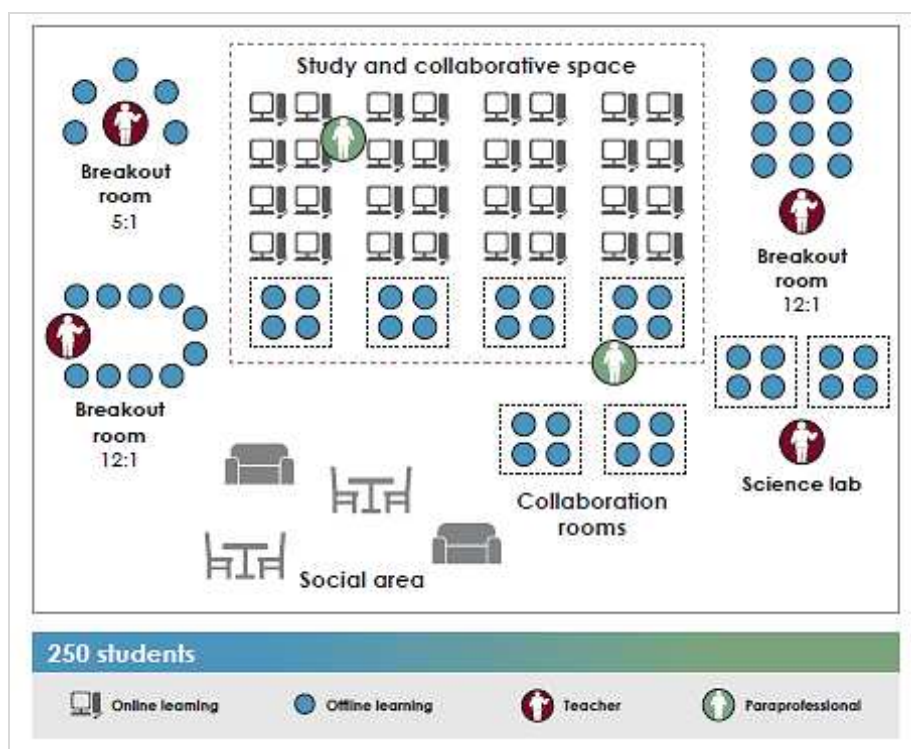 Study and collaborative space
Breakout
room
5:1
Breakout
room
12:1
Breakout
room
12:1
Science lab
Collaboration
rooms
Social area
250 students
Online learning
Offline learning
Teacher
Paraprofessional